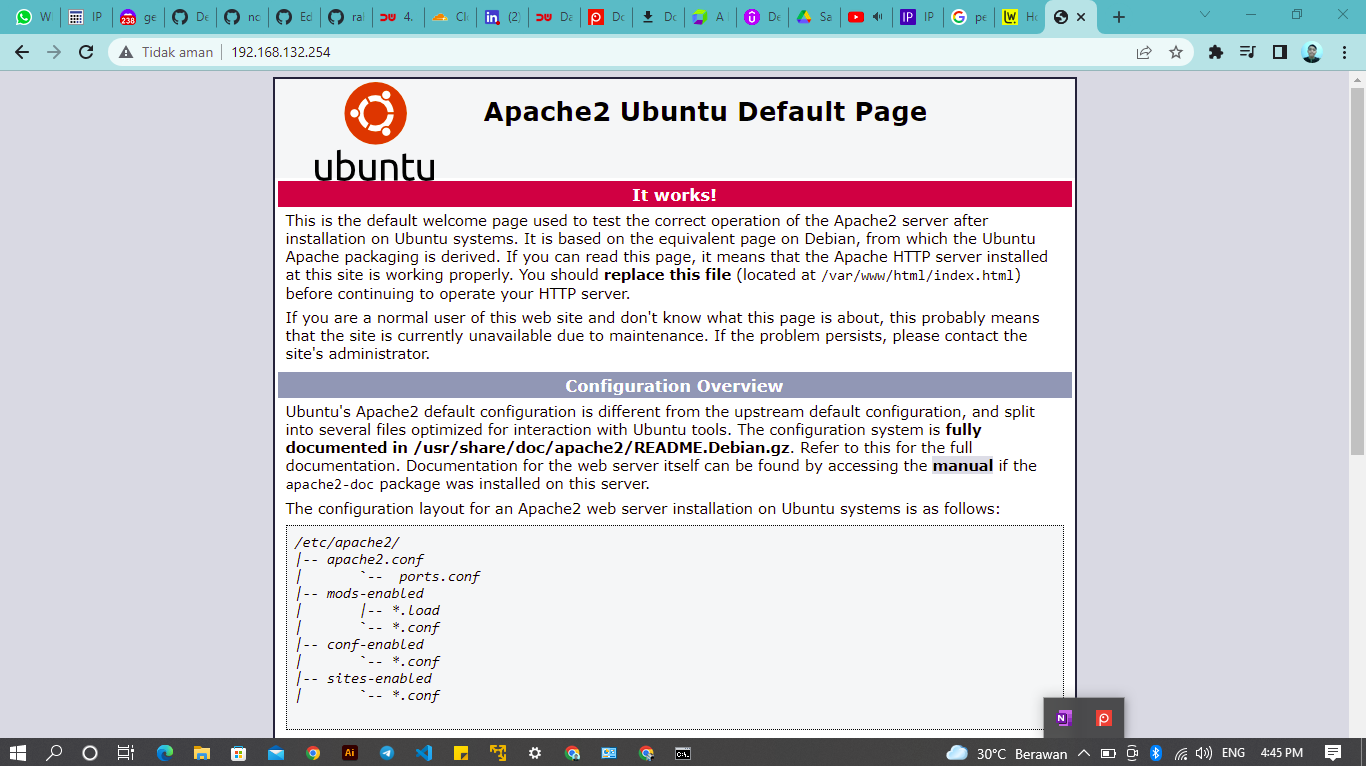 W
IP
238
ge
De
nc
Ed
ral
4.
Cl
(2)
Da
Do
Do
A
De
Sa
IP
IP
pe
Ho
Tidak aman
192.168.132.254
ubuntu
Apache2 Ubuntu Default Page
It works!
This is the default welcome page used to test the correct operation of the Apache2 server after
installation on Ubuntu systems. It is based on the equivalent page on Debian, from which the Ubuntu
Apache packaging is derived. If you can read this page, it means that the Apache HTTP server installed
at this site is working properly. You should replace this file (located at /var/www/html/index.html)
before continuing to operate your HTTP server.
If you are a normal user of this web site and don't know what this page is about, this probably means
that the site is currently unavailable due to maintenance. If the problem persists, please contact the
site's administrator.
Configuration Overview
Ubuntu's Apache2 default configuration is different from the upstream default configuration, and split
into several files optimized for interaction with Ubuntu tools. The configuration system is fully
documented in /usr/share/doc/apache2/README.Debian.gz. Refer to this for the full
documentation. Documentation for the web server itself can be found by accessing the manual if the
apache2-doc package was installed on this server.
The configuration layout for an Apache2 web server installation on Ubuntu systems is as follows:
/etc/apache2/
|-- apache2.conf
|       `--  ports.conf
|-- mods-enabled
|       |-- *.load
|       `-- *.conf
|-- conf-enabled
|       `-- *.conf
|-- sites-enabled
|       `-- *.conf
Ai
30°C Berawan
ENG
4:45 PM